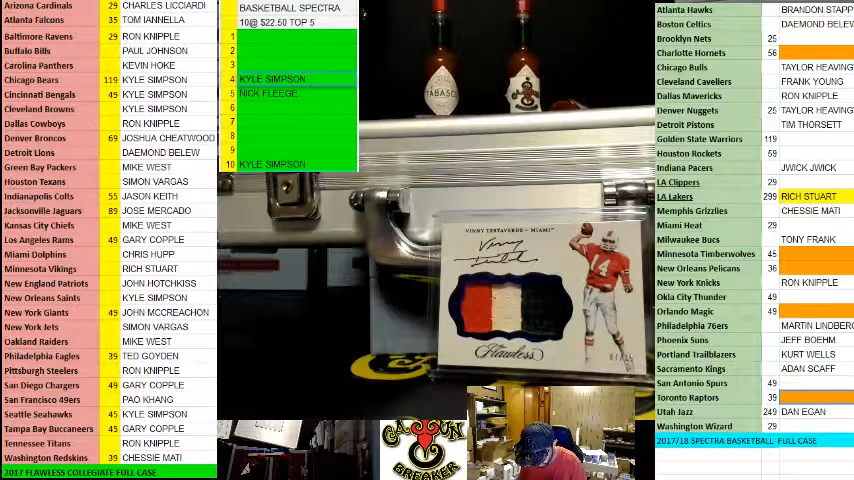 Arizona Cardinals 29 CHARLES LICCIARDI
Atlanta Falcons 35 TOM IANNELLA
Baltimore Ravens 29 RON KNIPPLE
Buffalo Bills PAUL JOHNSON
Carolina Panthers KEVIN HOKE
Chicago Bears 119 KYLE SIMPSON
Cincinnati Bengals 49 KYLE SIMPSON
Cleveland Browns KYLE SIMPSON
Dallas Cowboys RON KNIPPLE
Denver Broncos 69 JOSHUA CHEATWOOD
Detroit Lions DAEMOND BELEW
Green Bay Packers MIKE WEST
Houston Texans SIMON VARGAS
Indianapolis Colts 55 JASON KEITH
Jacksonville Jaguars 89 JOSE MERCADO
Kansas City Chiefs MIKE WEST
Los Angeles Rams 49 GARY COPPLE
Miami Dolphins CHRIS HUPP
Minnesota Vikings RICH STUART
New England Patriots JOHN HOTCHKISS
New Orleans Saints KYLE SIMPSON
New York Giants 49 JOHN MCCREACHON
New York Jets SIMON VARGAS
Oakland Raiders MIKE WEST
Philadelphia Eagles 39 TED GOYDEN
Pittsburgh Steelers RON KNIPPLE
San Diego Chargers 49 GARY COPPLE
San Francisco 49ers PAO KHANG
Seattle Seahawks 45 KYLE SIMPSON
Tampa Bay Buccaneers 45 GARY COPPLE
Tennessee Titans RON KNIPPLE
Washington Redskins 39 CHESSIE MATI
2017 FLAWLESS COLLEGIATE FULL CASE
BASKETBALL SPECTRA
10@ $22.50 TOP 5
1
2
3
4 KYLE SIMPSON
5 NICK FLEEGE
6
7
8
9
10 KYLE SIMPSON
TABASCO
VINNY TESTAVERDE • MIAMI
Flawless
14
CAJUN
BREAKER
Atlanta Hawks BRANDON STAPP
Boston Celtics DAEMOND BELEW
Brooklyn Nets 25
Charlotte Hornets 56
Chicago Bulls TAYLOR HEAVING
Cleveland Caveliers FRANK YOUNG
Dallas Mavericks RON KNIPPLE
Denver Nuggets 25 TAYLOR HEAVING
Detroit Pistons TIM THORSETT
Golden State Warriors 119
Houston Rockets 59
Indiana Pacers JWICK JWICK
LA Clippers 29
LA Lakers 299 RICH STUART
Memphis Grizzlies CHESSIE MATI
Miami Heat 29
Milwaukee Bucs TONY FRANK
Minnesota Timberwolves 45
New Orleans Pelicans 36
New York Knicks RON KNIPPLE
Okla City Thunder 49
Orlando Magic 49
Philadelphia 76ers MARTIN LINDBERG
Phoenix Suns JEFF BOEHM
Portland Trailblazers KURT WELLS
Sacramento Kings ADAN SCAFF
San Antonio Spurs 49
Toronto Raptors 39
Utah Jazz 249 DAN EGAN
Washington Wizard 29
2017/18 SPECTRA BASKETBALL FULL CASE